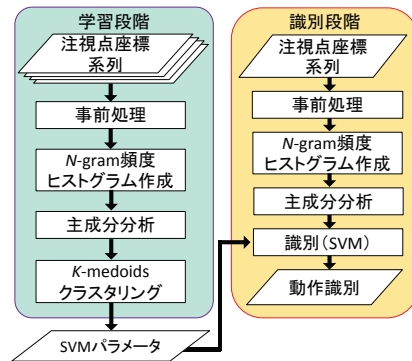 学習段階
注視点座標
系列
事前処理
N-gram頻度
ヒストグラム作成
主成分分析
K-medoids
クラスタリング
SVMパラメータ
識別段階
注視点座標
系列
事前処理
N-gram頻度
ヒストグラム作成
主成分分析
識別(SVM)
動作識別